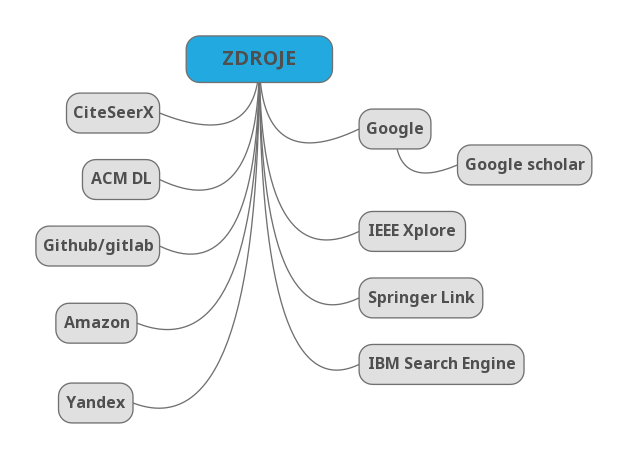 ZDROJE
CiteSeerX
ACM DL
Github/gitlab
Amazon
Yandex
Google
Google scholar
IEEE Xplore
Springer Link
IBM Search Engine